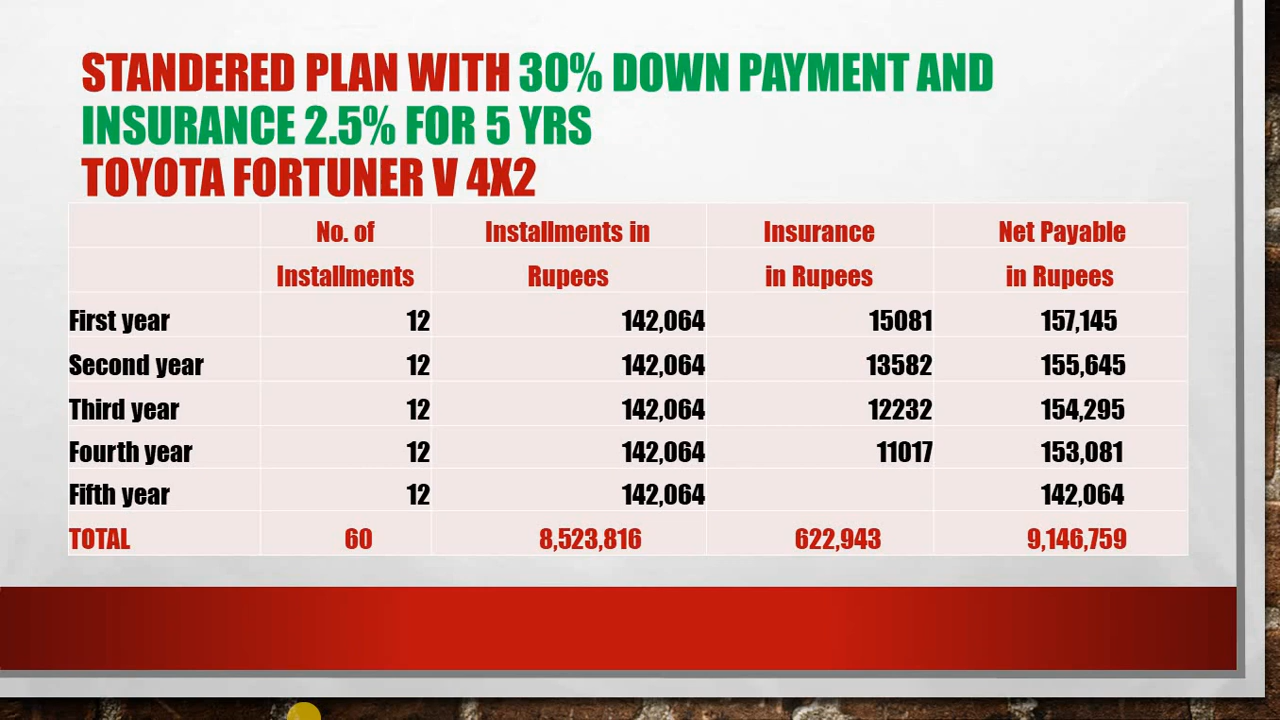 STANDERED PLAN WITH 30% DOWN PAYMENT AND
INSURANCE 2.5% FOR 5 YRS
TOYOTA FORTUNER V 4X2
No. of Installments in Insurance Net Payable
Installments Rupees in Rupees in Rupees
First year 12 142,064 15081 157,145
Second year 12 142,064 13582 155,645
Third year 12 142,064 12232 154,295
Fourth year 12 142,064 11017 153,081
Fifth year 12 142,064 142,064
TOTAL 60 8,523,816 622,943 9,146,759